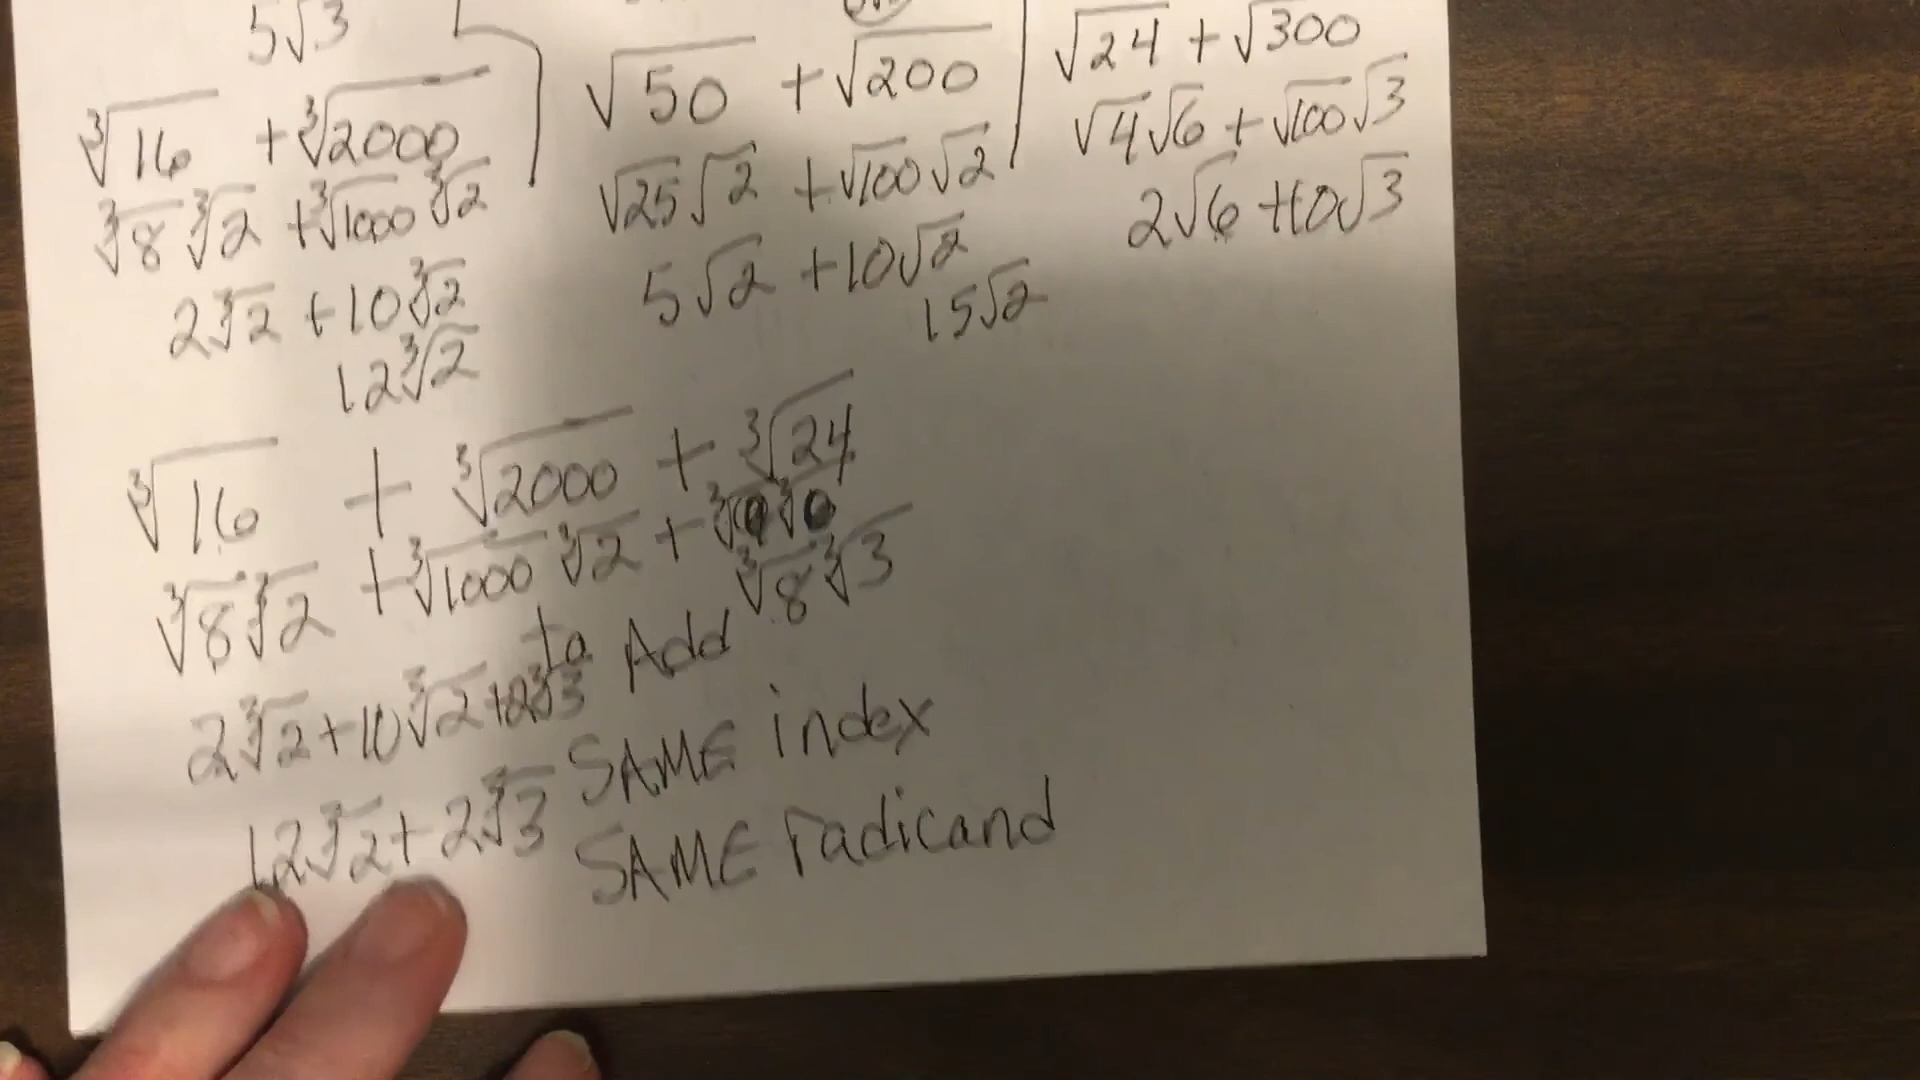 5√3
∛16 + ∛2000
∛8 ∛2 + ∛1000 ∛2
2∛2 + 10∛2
12∛2
√50 + √200
√25 √2 + √100 √2
5√2 + 10√2
15√2
√24 + √300
√4 √6 + √100 √3
2√6 + 10√3
∛16 + ∛2000 + ∛24
∛8 ∛2 + ∛1000 ∛2 +
∛8 ∛3
2∛2 + 10∛2 + 2∛3
12∛2 + 2∛3
to Add
SAME index
SAME radicand